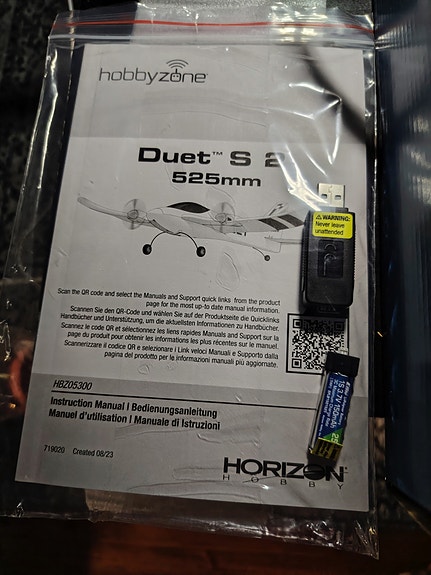 hobbyzone
Duet™ S 2
525mm
WARNING:
Never leave
unattended
Scan the QR code and select the Manuals and Support quick links from the product
page for the most up-to-date manual information.
Scannen Sie den QR-Code und wählen Sie auf der Produktseite die Quicklinks
Handbücher und Unterstützung, um die aktuellsten Informationen zu Handbücher.
Scannez le code QR et sélectionnez les liens rapides Manuals and Support sur la
page du produit pour obtenir les informations les plus récentes sur le manuel.
Scannerizzare il codice QR e selezionare i Link veloci Manuali e Supporto dalla
pagina del prodotto per le informazioni manuali più aggiornate.
HBZ05300
Instruction Manual | Bedienungsanleitung
Manuel d'utilisation | Manuale di Istruzioni
719020 Created 08/23
HORIZON
HOBBY
1S 3.7V 150mAh